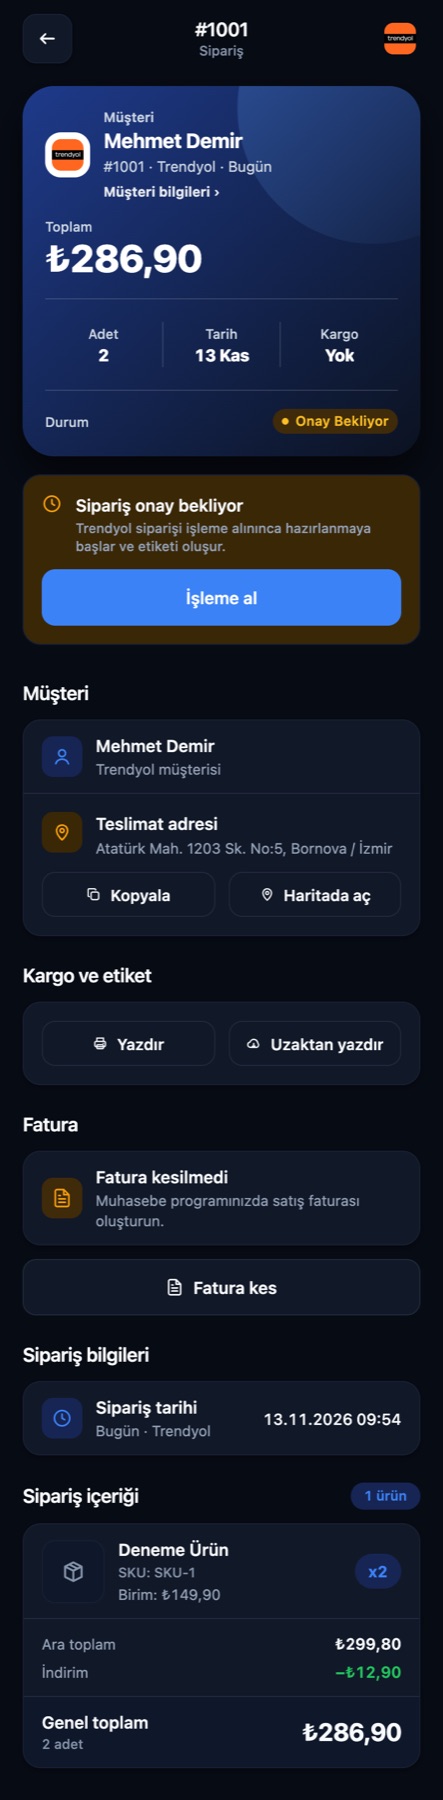 #1001
Sipariş
trendyol
Müşteri
trendyol
Mehmet Demir
#1001 · Trendyol · Bugün
Müşteri bilgileri ›
Toplam
₺286,90
Adet
2
Tarih
13 Kas
Kargo
Yok
Durum
Onay Bekliyor
Sipariş onay bekliyor
Trendyol siparişi işleme alınınca hazırlanmaya
başlar ve etiketi oluşur.
İşleme al
Müşteri
Mehmet Demir
Trendyol müşterisi
Teslimat adresi
Atatürk Mah. 1203 Sk. No:5, Bornova / İzmir
Kopyala
Haritada aç
Kargo ve etiket
Yazdır
Uzaktan yazdır
Fatura
Fatura kesilmedi
Muhasebe programınızda satış faturası
oluşturun.
Fatura kes
Sipariş bilgileri
Sipariş tarihi
Bugün · Trendyol
13.11.2026 09:54
Sipariş içeriği
1 ürün
Deneme Ürün
SKU: SKU-1
Birim: ₺149,90
x2
Ara toplam
₺299,80
İndirim
−₺12,90
Genel toplam
2 adet
₺286,90